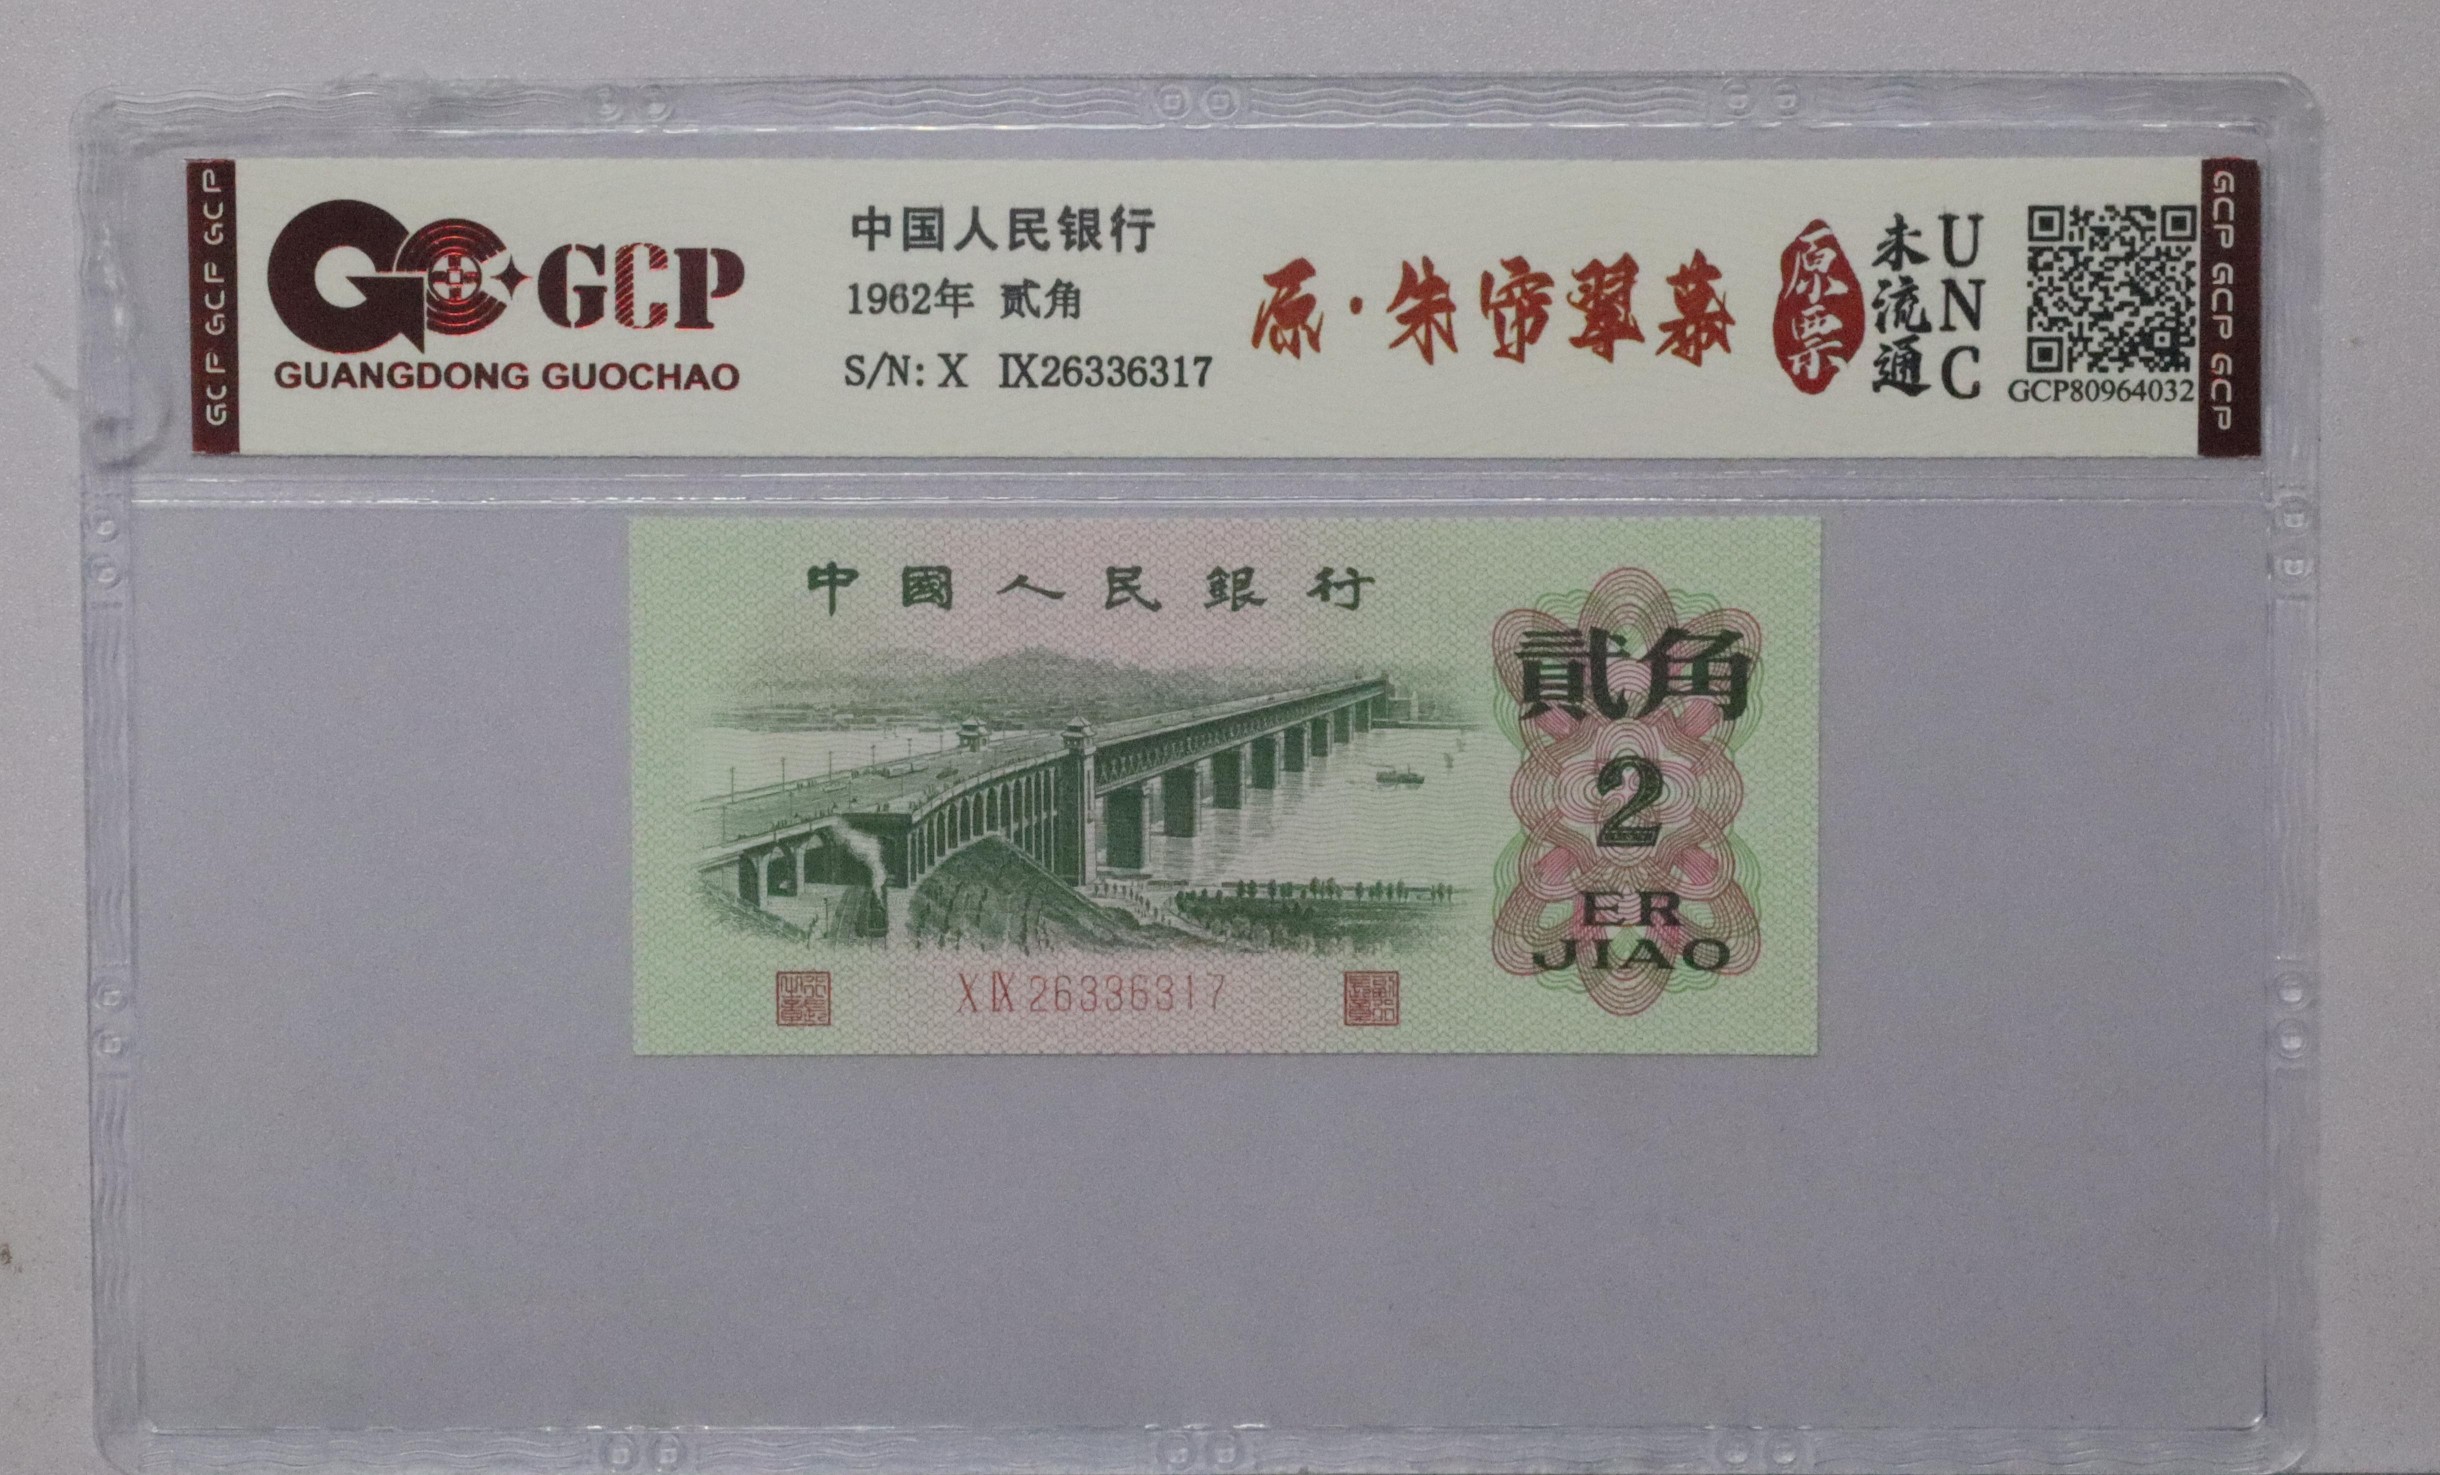 GCP GCP GCP
GCP
GUANGDONG GUOCHAO
中国人民银行
1962年 贰角
S/N: X IX26336317
原·朱帘翠幕
原票
未流通
UNC
GCP80964032
GCP GCP GCP
中國人民銀行
貳角
2
ER
JIAO
X IX 26336317